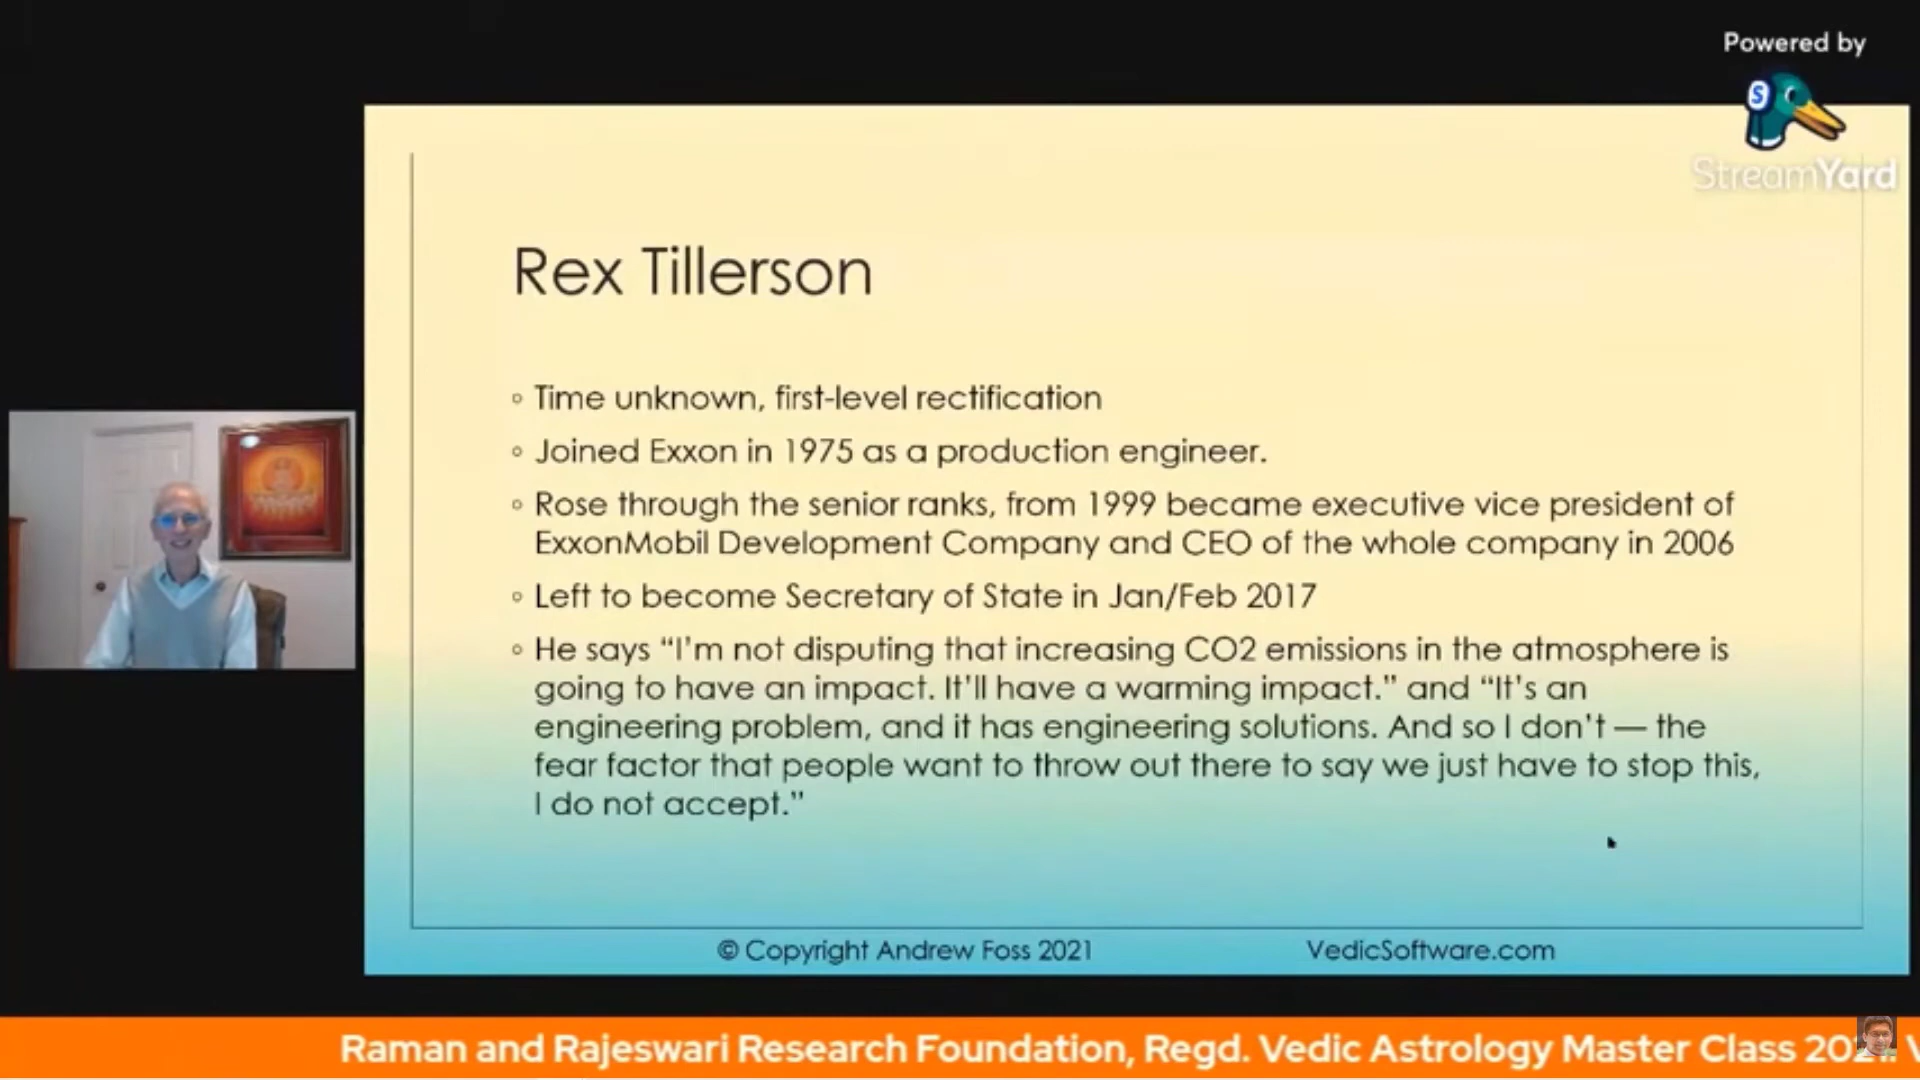 Powered by
S
StreamYard
Rex Tillerson
◦ Time unknown, first-level rectification
◦ Joined Exxon in 1975 as a production engineer.
◦ Rose through the senior ranks, from 1999 became executive vice president of
ExxonMobil Development Company and CEO of the whole company in 2006
◦ Left to become Secretary of State in Jan/Feb 2017
◦ He says “I’m not disputing that increasing CO2 emissions in the atmosphere is
going to have an impact. It’ll have a warming impact.” and “It’s an
engineering problem, and it has engineering solutions. And so I don’t — the
fear factor that people want to throw out there to say we just have to stop this,
I do not accept.”
© Copyright Andrew Foss 2021 VedicSoftware.com
Raman and Rajeswari Research Foundation, Regd. Vedic Astrology Master Class